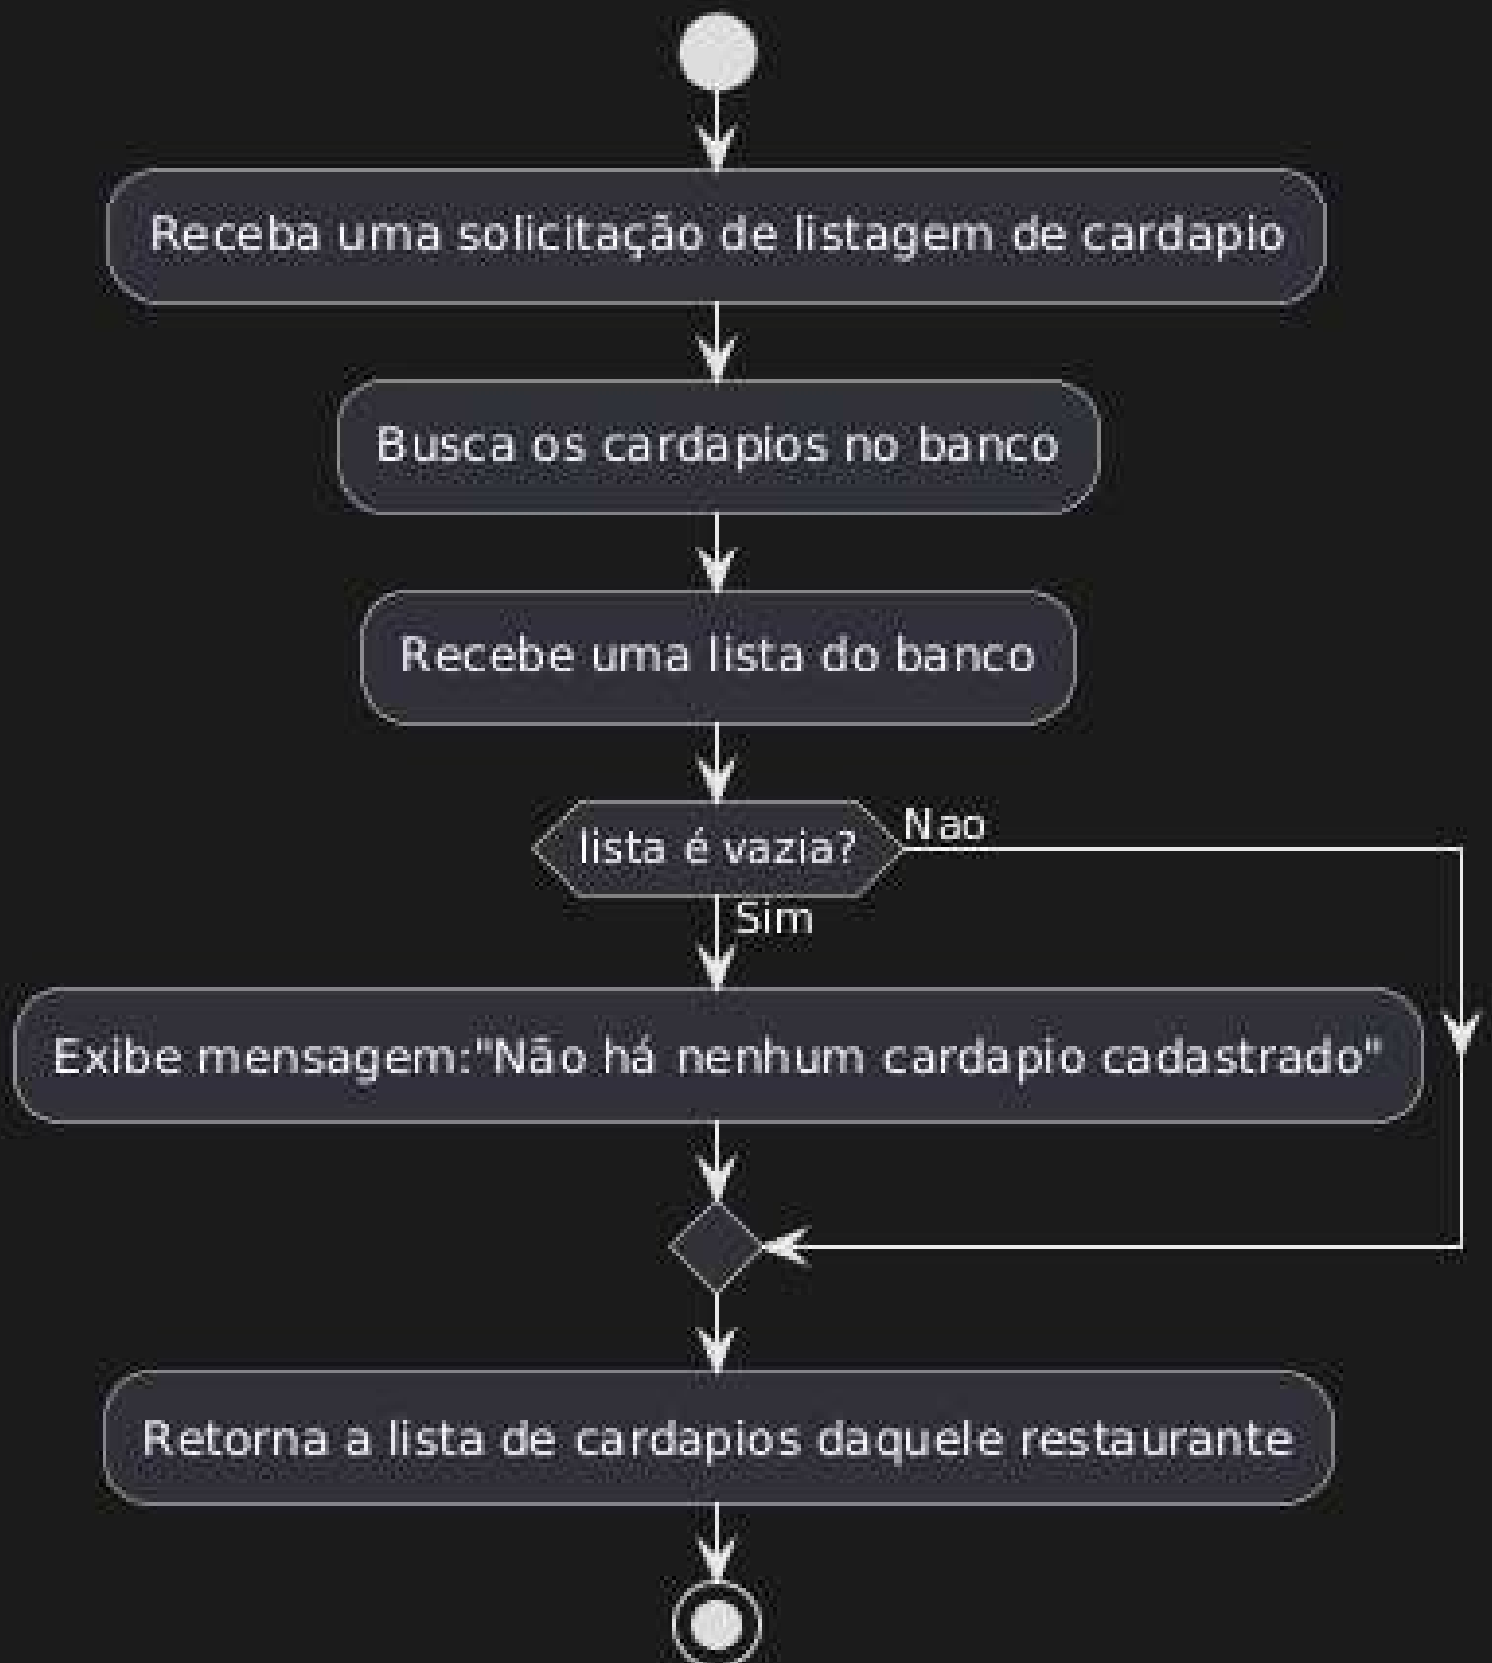 Receba uma solicitação de listagem de cardapio
Busca os cardapios no banco
Recebe uma lista do banco
lista é vazia?
Nao
Sim
Exibe mensagem:"Não há nenhum cardapio cadastrado"
Retorna a lista de cardapios daquele restaurante